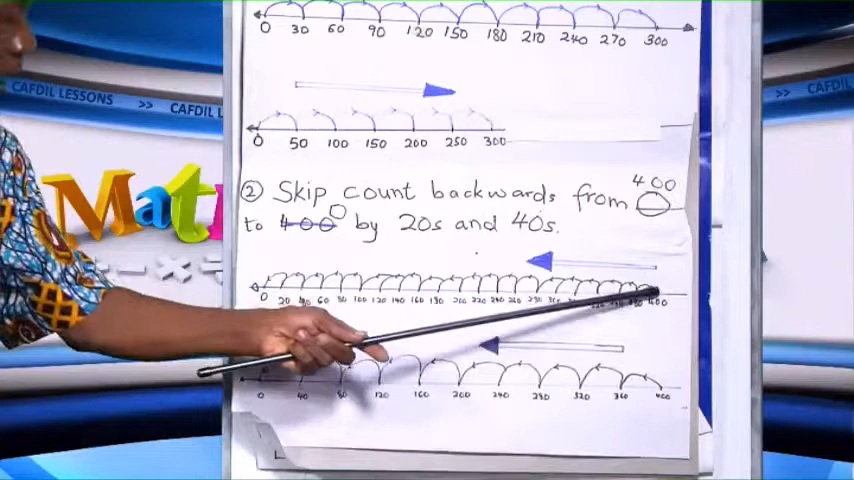 0 30 60 90 120 150 180 210 240 270 300
CAFDIL LESSONS >> CAFDIL
>> CAFDIL
0 50 100 150 200 250 300
② Skip count backwards from 400
to 0 by 20s and 40s.
Mat
0 20 40 60 80 100 120 140 160 180 200 220 240 260 280 300 380 400
0 40 80 120 160 200 240 280 320 360 400